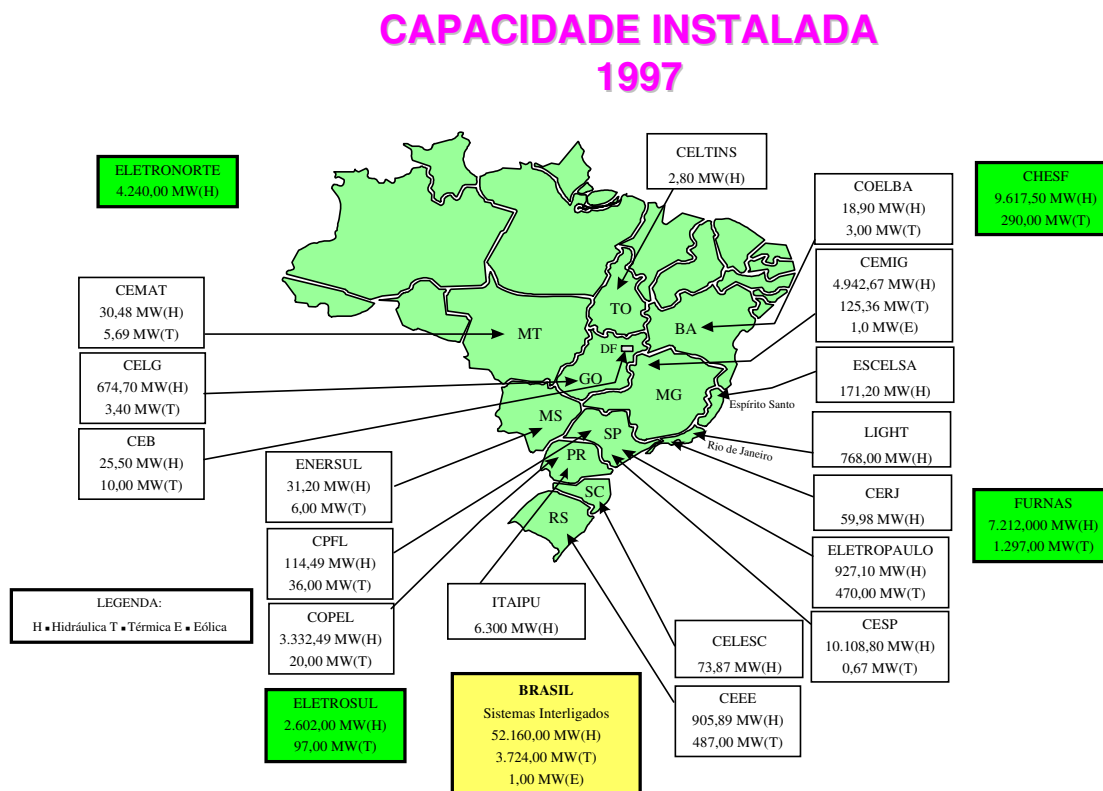 CAPACIDADE INSTALADA
1997
ELETRONORTE
4.240,00 MW(H)
CELTINS
2,80 MW(H)
COELBA
18,90 MW(H)
3,00 MW(T)
CHESF
9.617,50 MW(H)
290,00 MW(T)
CEMAT
30,48 MW(H)
5,69 MW(T)
CEMIG
4.942,67 MW(H)
125,36 MW(T)
1,0 MW(E)
CELG
674,70 MW(H)
3,40 MW(T)
ESCELSA
171,20 MW(H)
CEB
25,50 MW(H)
10,00 MW(T)
LIGHT
768,00 MW(H)
TO
MT
BA
DF
GO
MG
Espírito Santo
MS
SP
Rio de Janeiro
PR
SC
RS
ENERSUL
31,20 MW(H)
6,00 MW(T)
CERJ
59,98 MW(H)
FURNAS
7.212,000 MW(H)
1.297,00 MW(T)
CPFL
114,49 MW(H)
36,00 MW(T)
ELETROPAULO
927,10 MW(H)
470,00 MW(T)
LEGENDA:
H ▪ Hidráulica T ▪ Térmica E ▪ Eólica
COPEL
3.332,49 MW(H)
20,00 MW(T)
ITAIPU
6.300 MW(H)
CELESC
73,87 MW(H)
CESP
10.108,80 MW(H)
0,67 MW(T)
ELETROSUL
2.602,00 MW(H)
97,00 MW(T)
BRASIL
Sistemas Interligados
52.160,00 MW(H)
3.724,00 MW(T)
1,00 MW(E)
CEEE
905,89 MW(H)
487,00 MW(T)